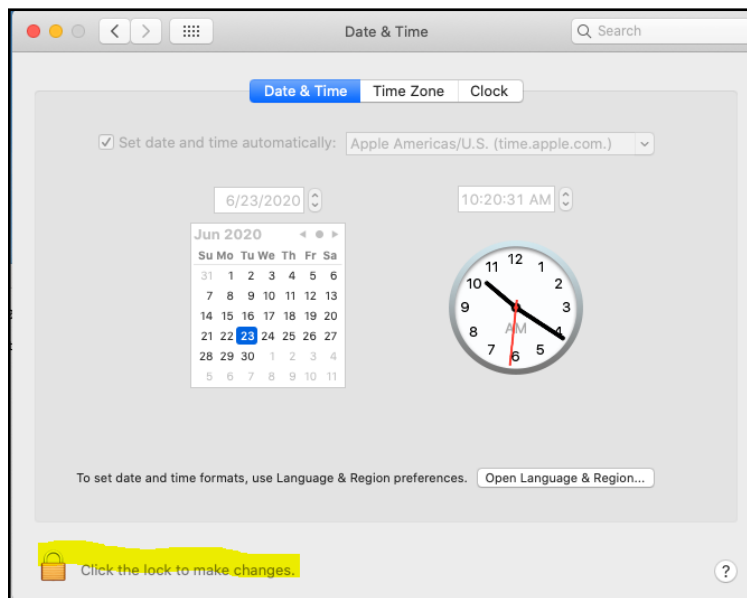 Date & Time
Search
Date & Time Time Zone Clock
Set date and time automatically: Apple Americas/U.S. (time.apple.com.)
6/23/2020
10:20:31 AM
Jun 2020
Su Mo Tu We Th Fr Sa
31 1 2 3 4 5 6
7 8 9 10 11 12 13
14 15 16 17 18 19 20
21 22 23 24 25 26 27
28 29 30 1 2 3 4
5 6 7 8 9 10 11
12 1 2 3 4 5 6 7 8 9 10 11
AM
To set date and time formats, use Language & Region preferences. Open Language & Region...
Click the lock to make changes.
?